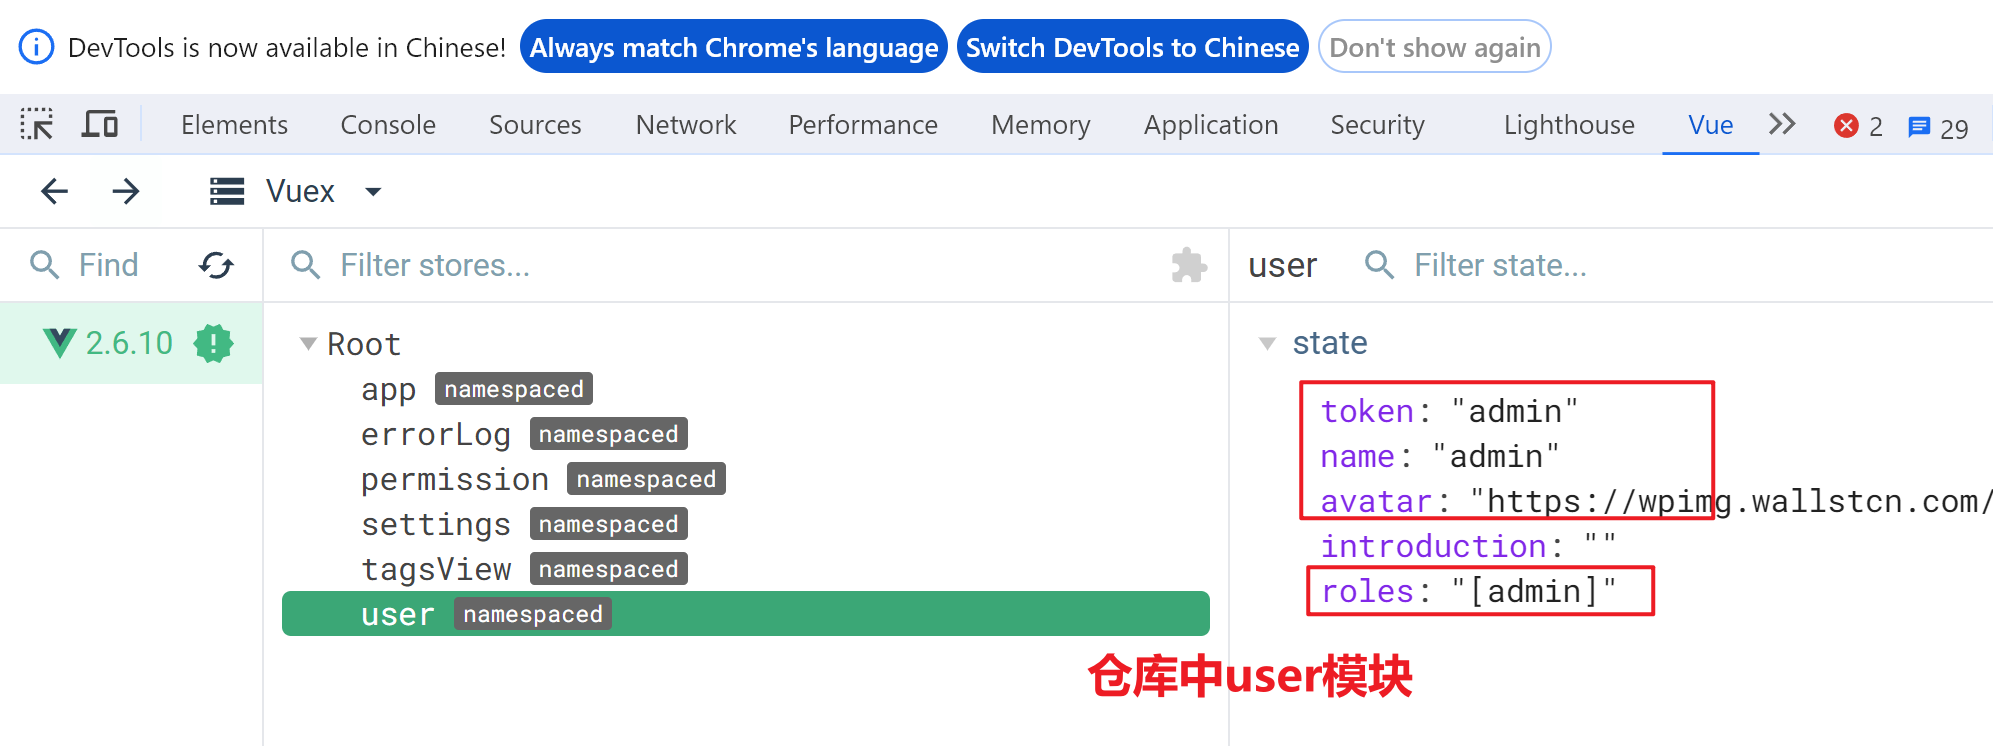 DevTools is now available in Chinese! Always match Chrome's language Switch DevTools to Chinese Don't show again
Elements Console Sources Network Performance Memory Application Security Lighthouse Vue 2 29
Vuex
Find Filter stores... user Filter state...
2.6.10
Root
app namespaced
errorLog namespaced
permission namespaced
settings namespaced
tagsView namespaced
user namespaced
state
token: "admin"
name: "admin"
avatar: "https://wpimg.wallstcn.com/
introduction: ""
roles: "[admin]"
仓库中user模块